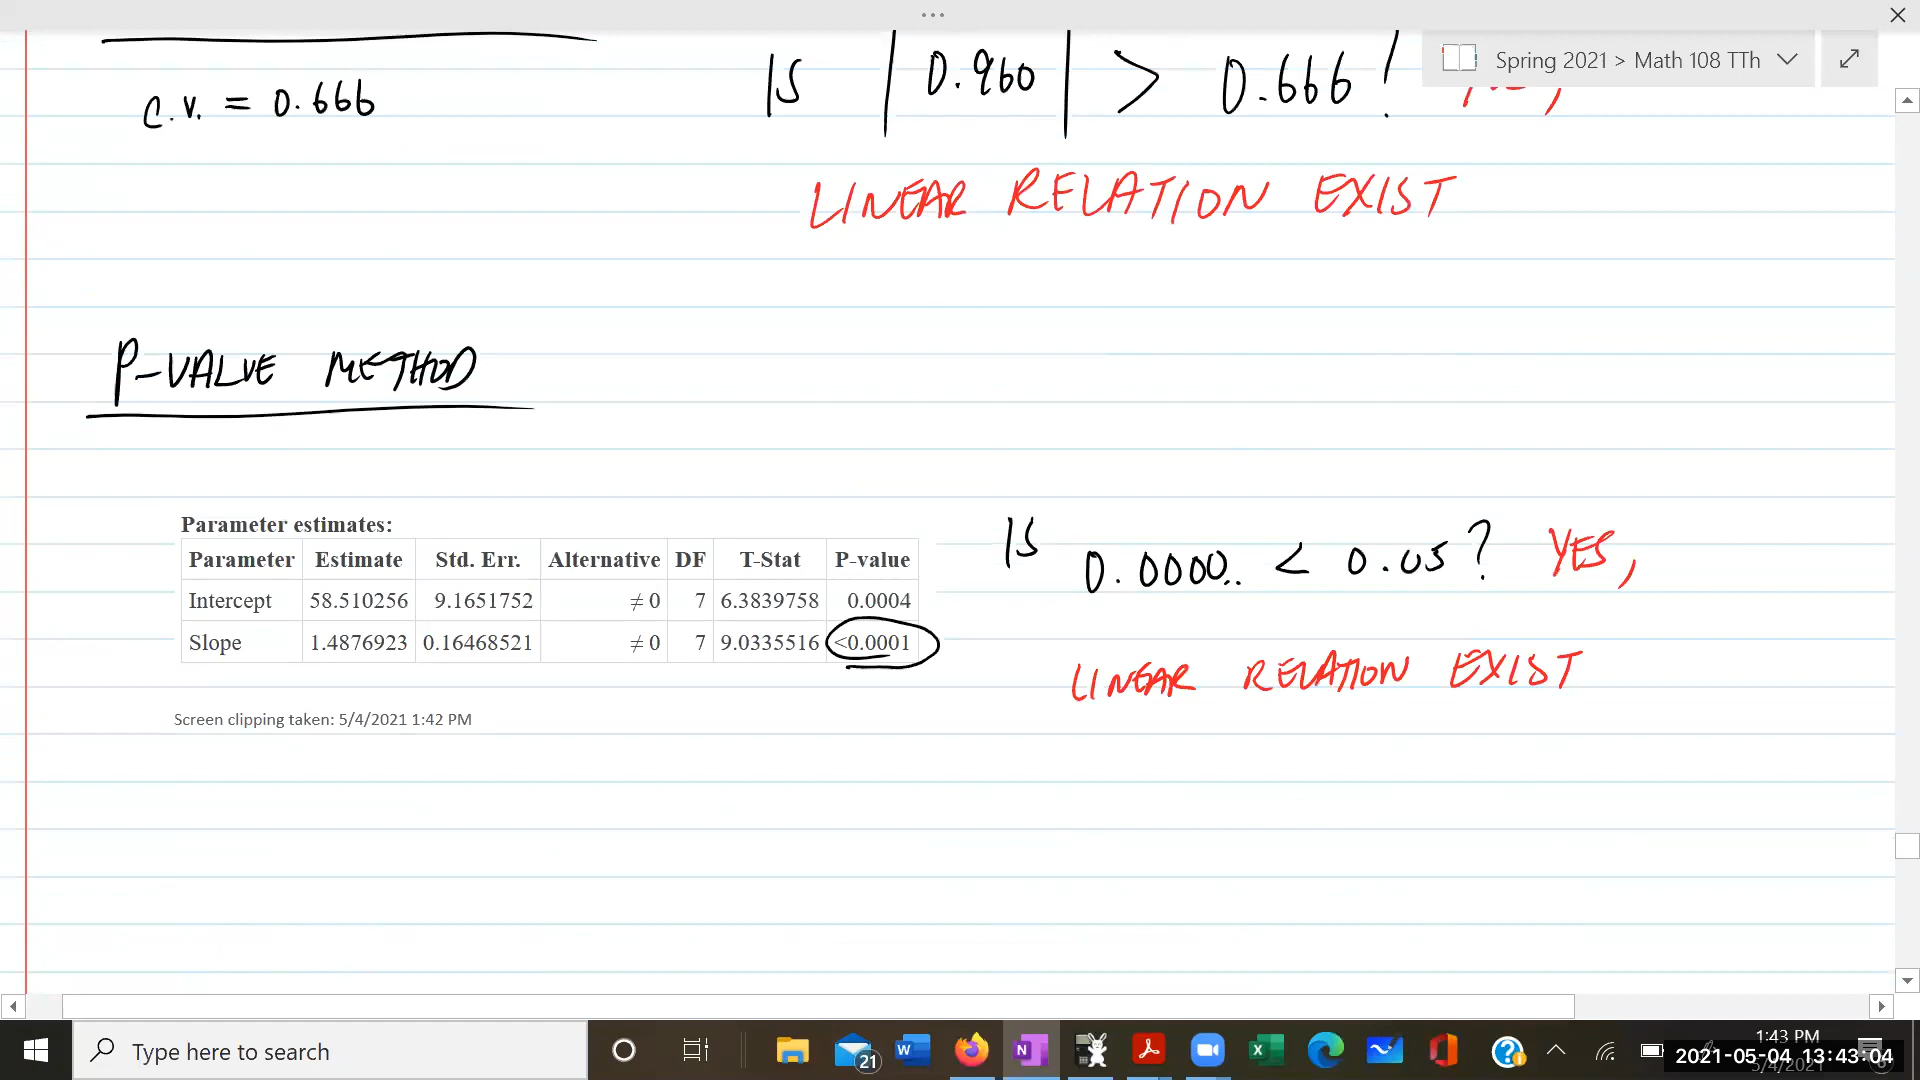 Spring 2021 > Math 108 TTh
c.v. = 0.666
IS |0.960| > 0.666?
LINEAR RELATION EXIST
P-VALUE METHOD
Parameter estimates:
Parameter Estimate Std. Err. Alternative DF T-Stat P-value
Intercept 58.510256 9.1651752 ≠ 0 7 6.3839758 0.0004
Slope 1.4876923 0.16468521 ≠ 0 7 9.0335516 <0.0001
IS 0.0000.. < 0.05? YES,
LINEAR RELATION EXIST
Screen clipping taken: 5/4/2021 1:42 PM
Type here to search
21
1:43 PM
2021-05-04 13:43:04